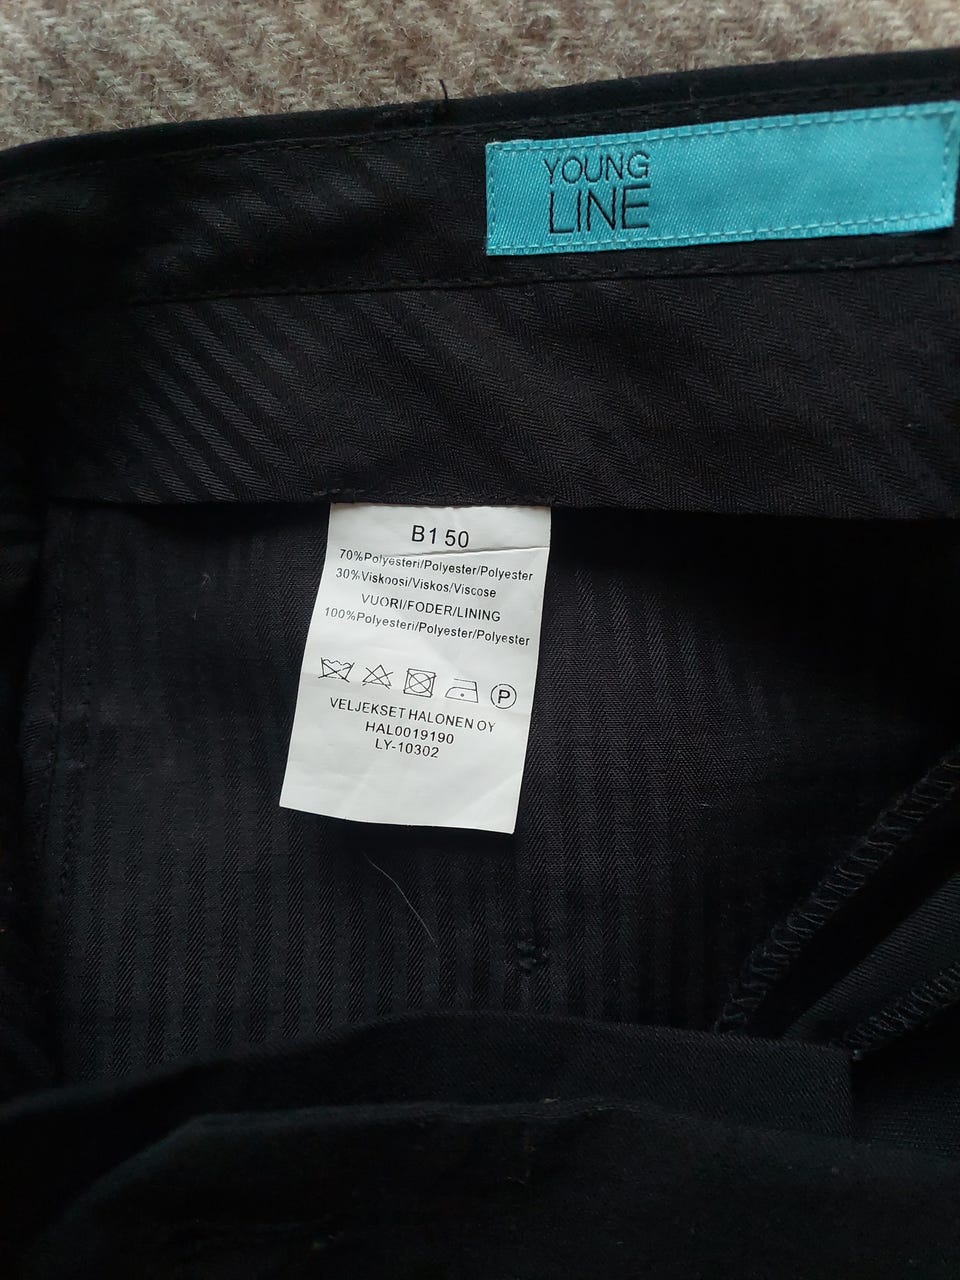 YOUNG
LINE
B1 50
70%Polyesteri/Polyester/Polyester
30%Viskoosi/Viskos/Viscose
VUORI/FODER/LINING
100%Polyesteri/Polyester/Polyester
P
VELJEKSET HALONEN OY
HAL0019190
LY-10302